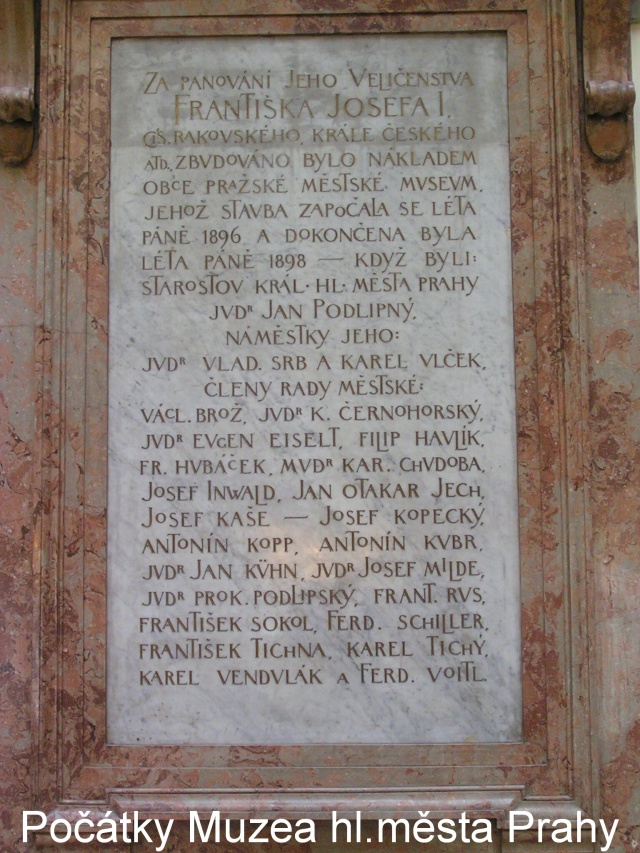 ZA PANOVÁNÍ JEHO VELIČENSTVA
FRANTIŠKA JOSEFA I.
CÍS. RAKOVSKÉHO, KRÁLE ČESKÉHO
ATD. ZBVDOVÁNO BYLO NÁKLADEM
OBCE PRAŽSKÉ MĚSTSKÉ MVSEVM,
JEHOŽ STAVBA ZAPOČALA SE LÉTA
PÁNĚ 1896 A DOKONČENA BYLA
LÉTA PÁNĚ 1898 — KDYŽ BYLI:
STAROSTOV KRÁL. HL. MĚSTA PRAHY
JVDR JAN PODLIPNÝ,
NÁMĚSTKY JEHO:
JVDR VLAD. SRB A KAREL VLČEK,
ČLENY RADY MĚSTSKÉ:
VÁCL. BROŽ, JVDR K. ČERNOHORSKÝ,
JVDR EVGEN EISELT, FILIP HAVLÍK,
FR. HVBÁČEK, MVDR KAR. CHVDOBA,
JOSEF INWALD, JAN OTAKAR JECH,
JOSEF KAŠE — JOSEF KOPECKÝ,
ANTONÍN KOPP, ANTONÍN KVBR,
JVDR JAN KÜHN, JVDR JOSEF MILDE,
JVDR PROK. PODLIPSKÝ, FRANT. RVS,
FRANTIŠEK SOKOL, FERD. SCHILLER,
FRANTIŠEK TICHNA, KAREL TICHÝ,
KAREL VENDVLÁK A FERD. VOITL.
Počátky Muzea hl.města Prahy